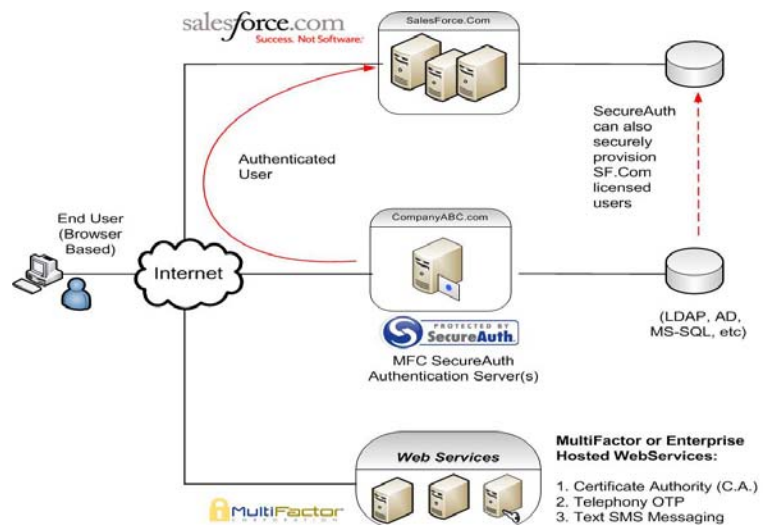 salesforce.com
Success. Not Software.
SalesForce.Com
SecureAuth
can also
securely
provision
SF.Com
licensed
users
Authenticated
User
End User
(Browser
Based)
Internet
CompanyABC.com
(LDAP, AD,
MS-SQL, etc)
PROTECTED BY
SecureAuth
MFC SecureAuth
Authentication Server(s)
Web Services
MultiFactor or Enterprise
Hosted WebServices:
1. Certificate Authority (C.A.)
2. Telephony OTP
3. Text SMS Messaging
MultiFactor
CORPORATION